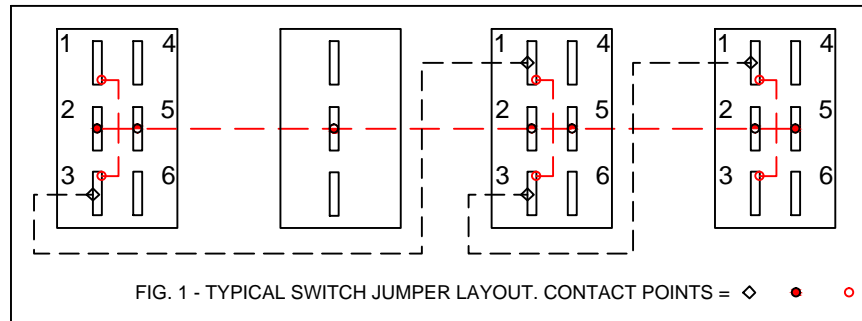 1 4 1 4 1 4
2 5 2 5 2 5
3 6 3 6 3 6
FIG. 1 - TYPICAL SWITCH JUMPER LAYOUT. CONTACT POINTS =